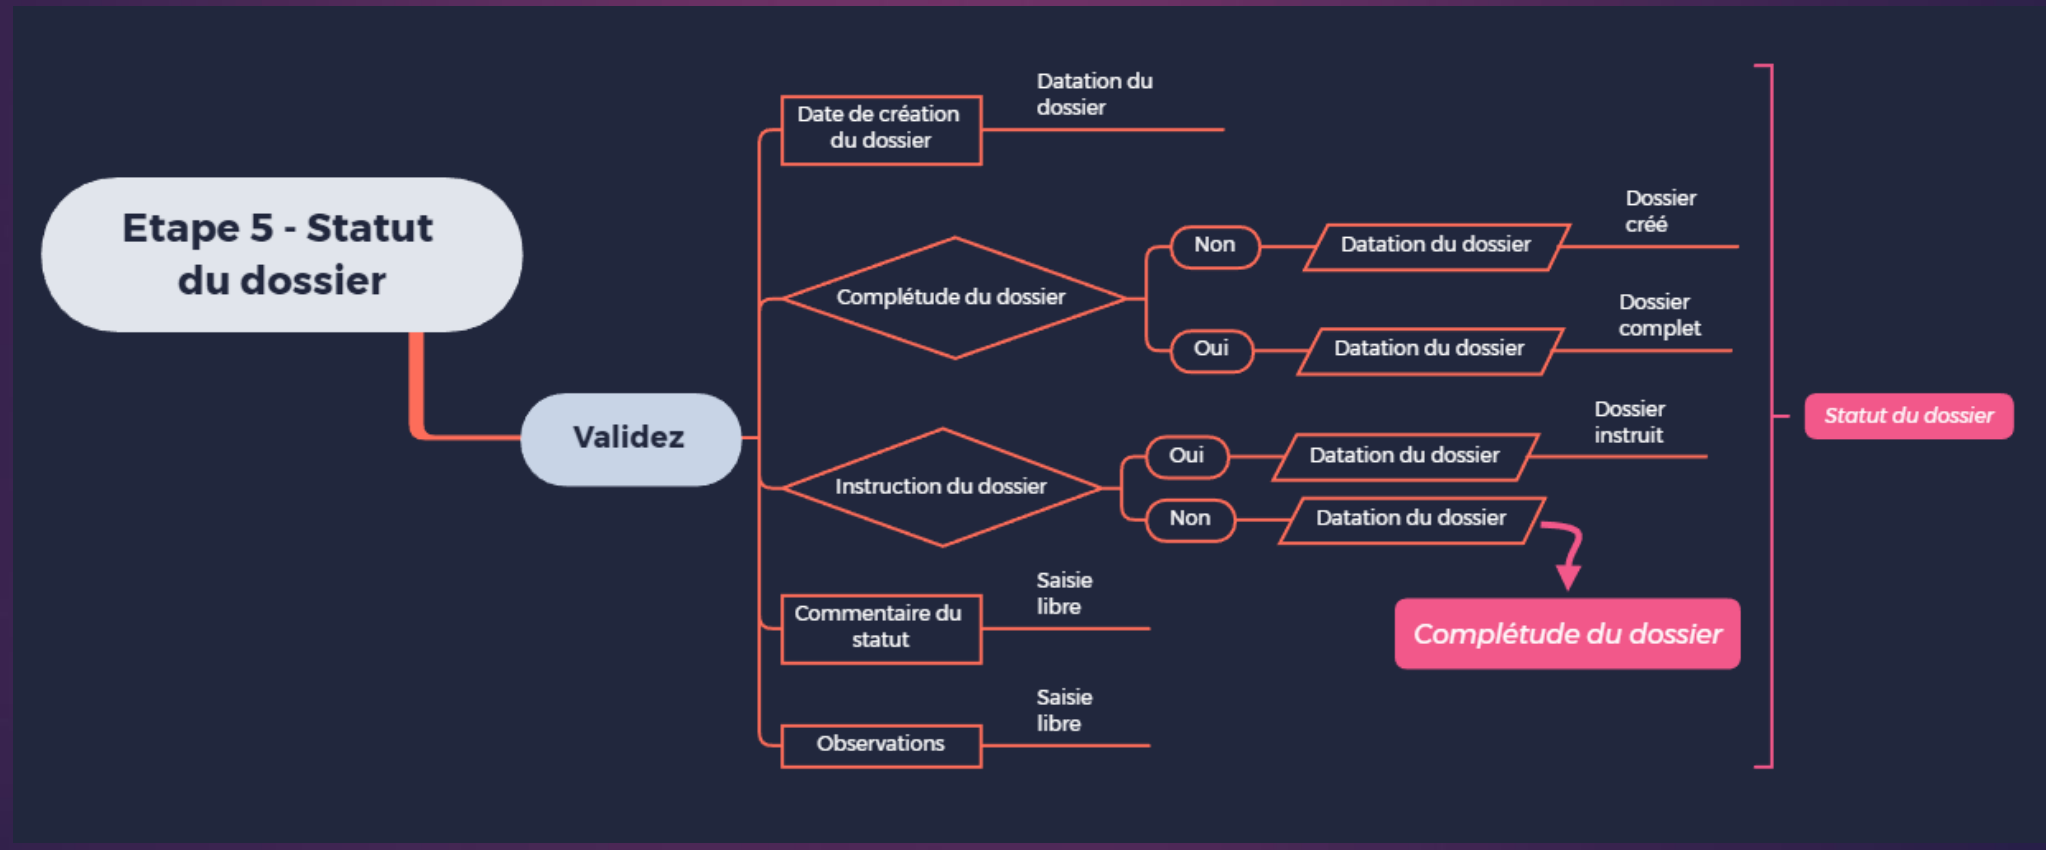 Etape 5 - Statut
du dossier
Validez
Date de création
du dossier
Datation du
dossier
Complétude du dossier
Non
Datation du dossier
Dossier
créé
Oui
Datation du dossier
Dossier
complet
Instruction du dossier
Oui
Datation du dossier
Dossier
instruit
Non
Datation du dossier
Complétude du dossier
Commentaire du
statut
Saisie
libre
Observations
Saisie
libre
Statut du dossier